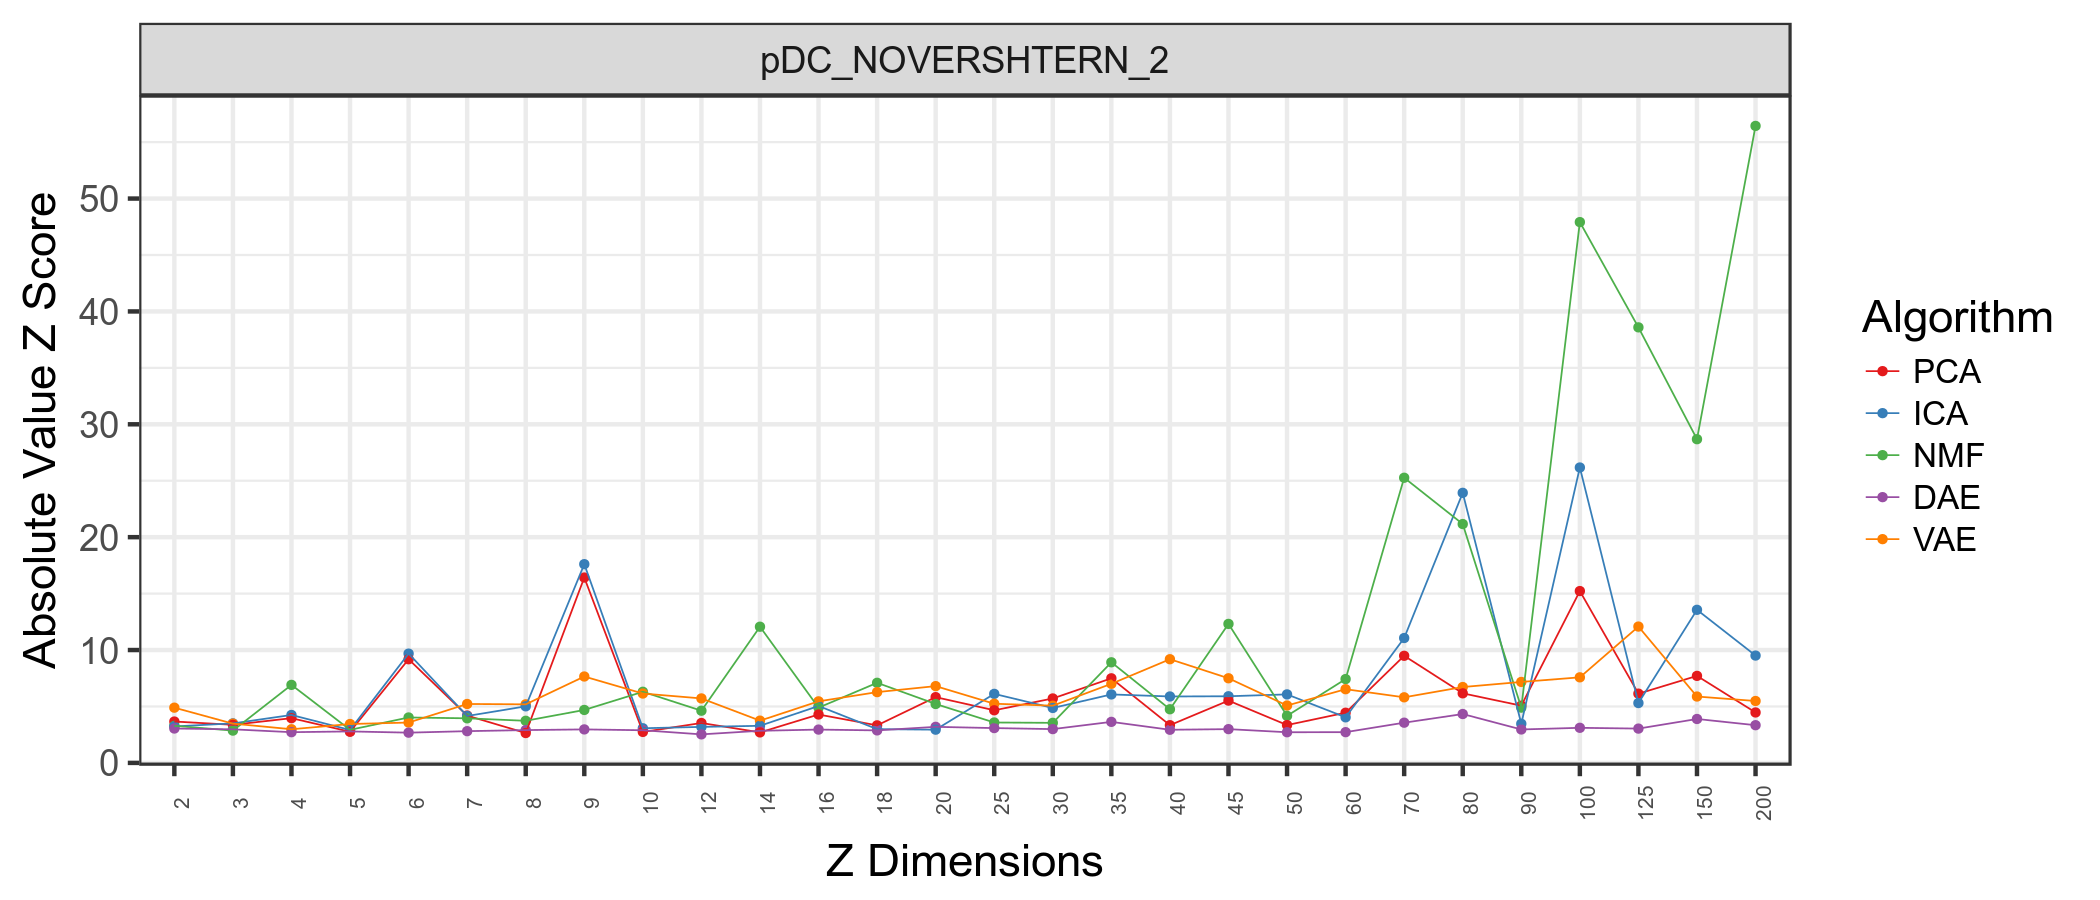 pDC_NOVERSHTERN_2
Absolute Value Z Score
50
40
30
20
10
0
2 3 4 5 6 7 8 9 10 12 14 16 18 20 25 30 35 40 45 50 60 70 80 90 100 125 150 200
Z Dimensions
Algorithm
PCA
ICA
NMF
DAE
VAE